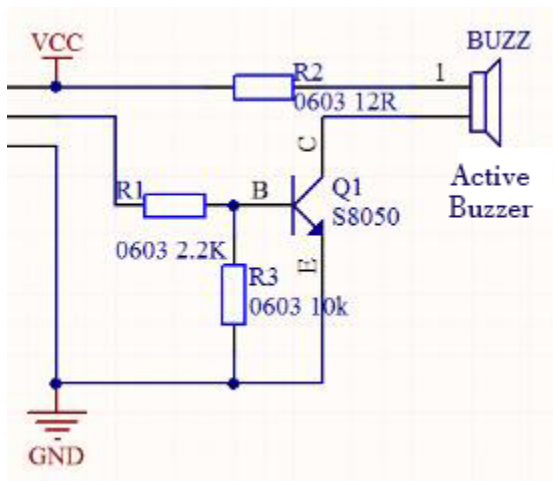 VCC
BUZZ
R2
1
0603 12R
C
Active
Buzzer
R1
B
Q1
S8050
0603 2.2K
E
R3
0603 10k
GND